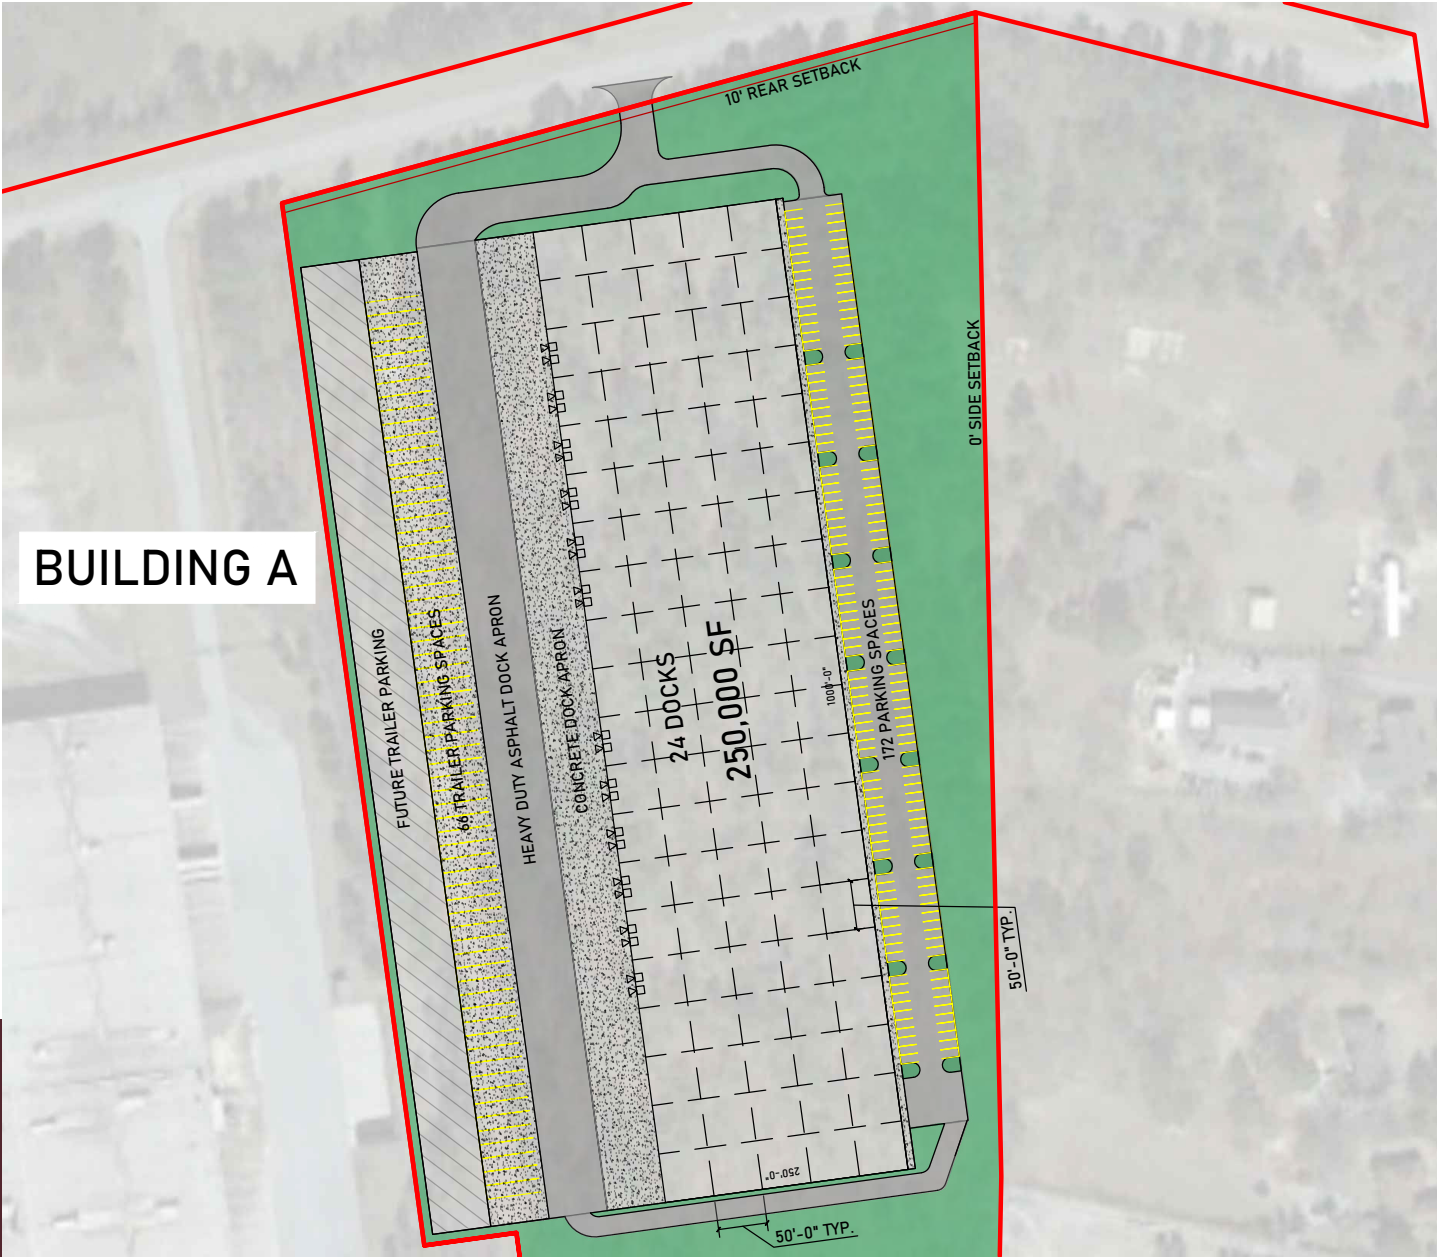 10' REAR SETBACK
0' SIDE SETBACK
BUILDING A
FUTURE TRAILER PARKING
66 TRAILER PARKING SPACES
HEAVY DUTY ASPHALT DOCK APRON
CONCRETE DOCK APRON
24 DOCKS
250,000 SF
1000'-0"
172 PARKING SPACES
50'-0" TYP.
250'-0"
50'-0" TYP.